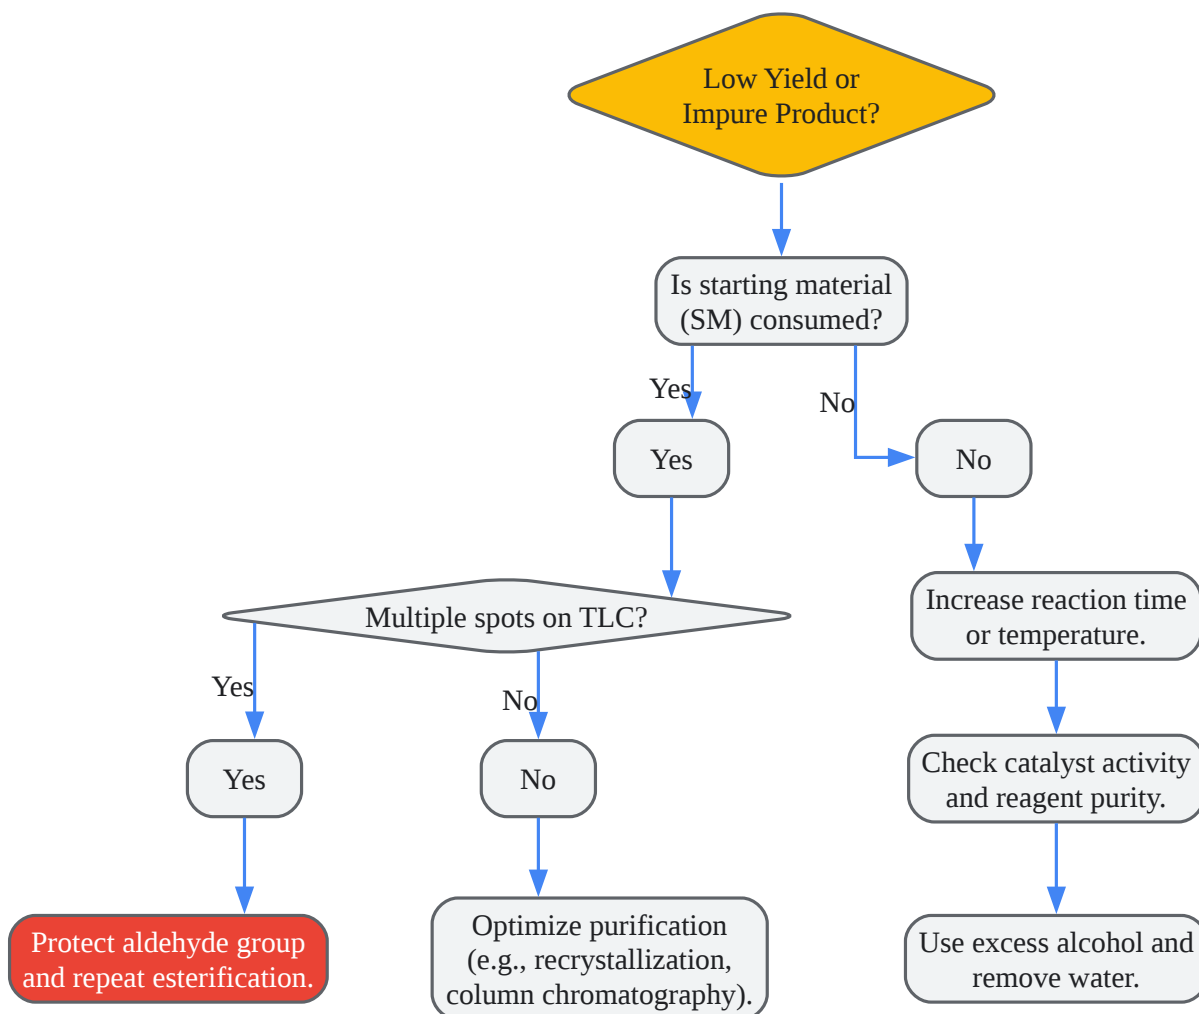 Low Yield or
Impure Product?
Is starting material
(SM) consumed?
Yes
No
Yes
No
Increase reaction time
or temperature.
Multiple spots on TLC?
Yes
No
Check catalyst activity
and reagent purity.
Yes
No
Protect aldehyde group
and repeat esterification.
Optimize purification
(e.g., recrystallization,
column chromatography).
Use excess alcohol and
remove water.